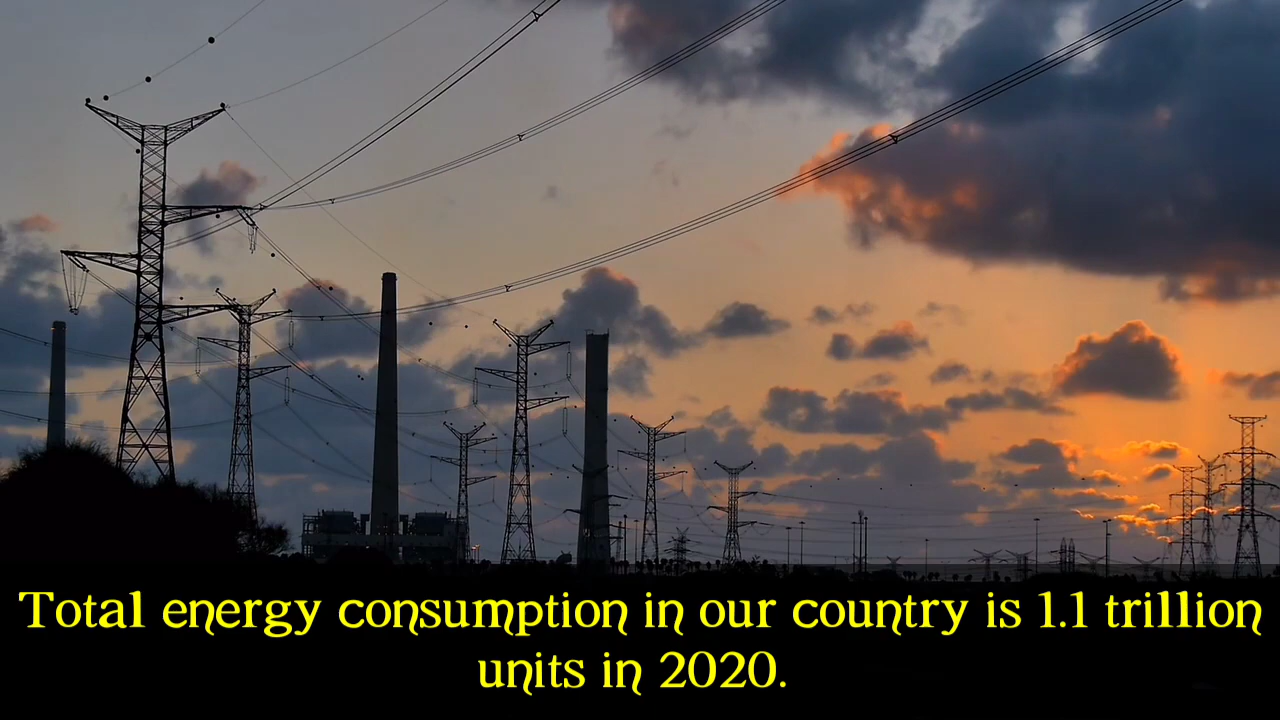 Total energy consumption in our country is 1.1 trillion
units in 2020.